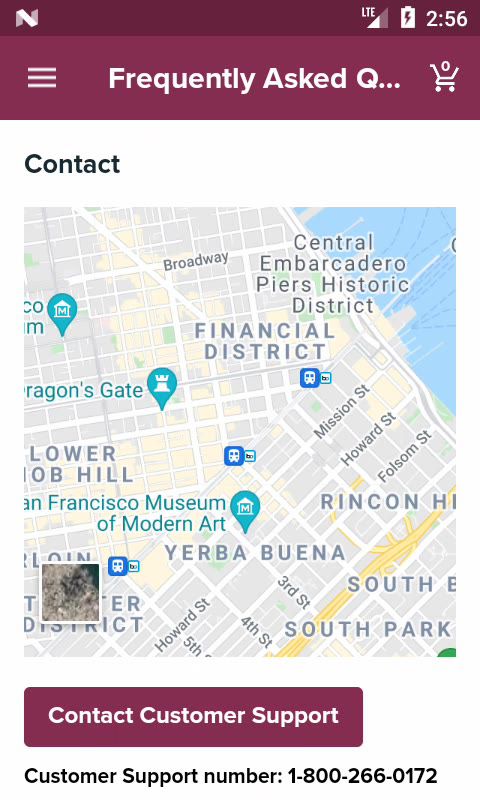 LTE
2:56
Frequently Asked Q...
0
Contact
Broadway
Central
Embarcadero
Piers Historic
District
co
m
FINANCIAL
DISTRICT
ragon's Gate
Mission St
Howard St
Folsom St
LOWER
OB HILL
an Francisco Museum
of Modern Art
RINCON HI
YERBA BUENA
RLOIN
3rd St
SOUTH B
T
ER
DISTRICT
Howard St
4th St
SOUTH PARK
5th
Contact Customer Support
Customer Support number: 1-800-266-0172